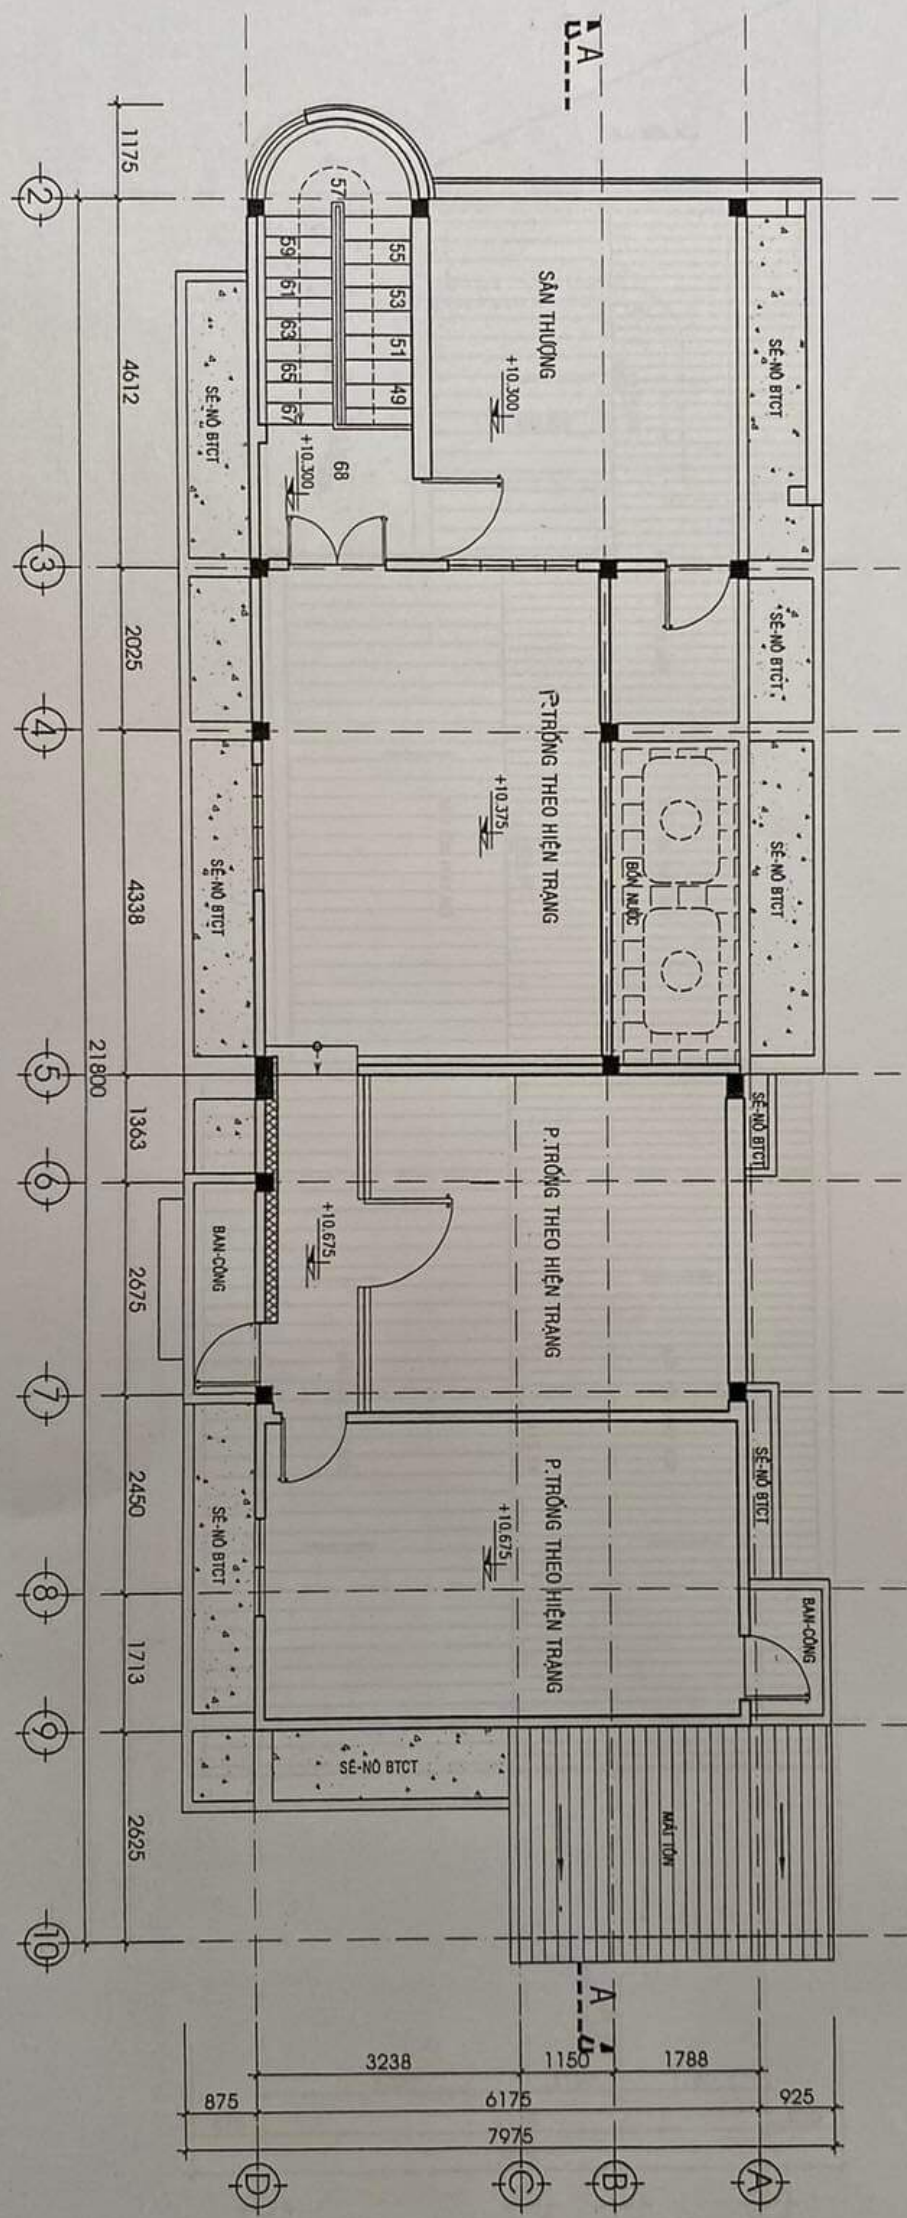 A
1175
4612
2025
4338
1363
2675
2450
1713
2625
21800
2
3
4
5
6
7
8
9
10
57
59
61
63
65
67
55
53
51
49
68
+10.300
SÂN THƯỢNG
+10.300
SÊ-NÔ BTCT
SÊ-NÔ BTCT
SÊ-NÔ BTCT
SÊ-NÔ BTCT
SÊ-NÔ BTCT
P.TRỐNG THEO HIỆN TRẠNG
+10.375
BỒN NƯỚC
SÊ-NÔ BTCT
P.TRỐNG THEO HIỆN TRẠNG
+10.675
BAN-CÔNG
SÊ-NÔ BTCT
SÊ-NÔ BTCT
P.TRỐNG THEO HIỆN TRẠNG
+10.675
BAN-CÔNG
SÊ-NÔ BTCT
MÁI TÔN
A
3238
1150
1788
875
6175
925
7975
D
C
B
A